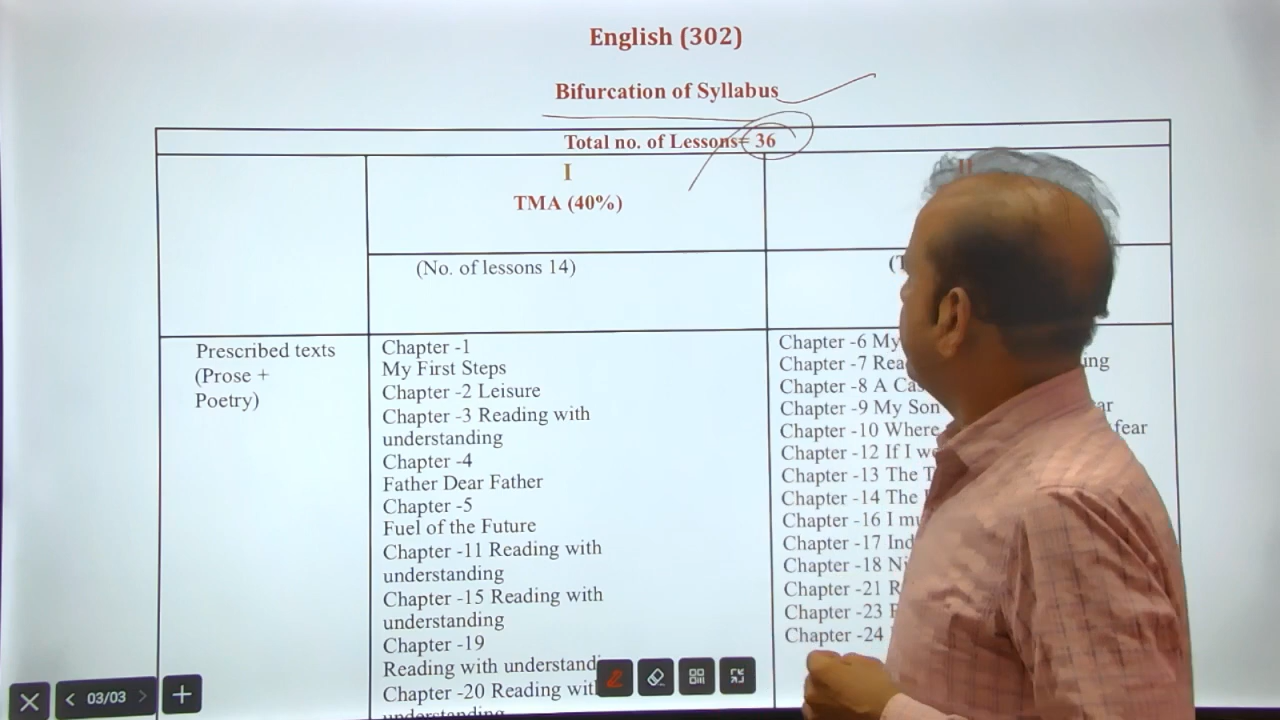 English (302)
Bifurcation of Syllabus
Total no. of Lessons= 36
I
II
TMA (40%)
(No. of lessons 14)
Prescribed texts
(Prose +
Poetry)
Chapter -1
My First Steps
Chapter -2 Leisure
Chapter -3 Reading with
understanding
Chapter -4
Father Dear Father
Chapter -5
Fuel of the Future
Chapter -11 Reading with
understanding
Chapter -15 Reading with
understanding
Chapter -19
Reading with
Chapter -20 Reading
understanding
Chapter -6 My
Chapter -7
Chapter -8 A
Chapter -9 My Son
Chapter -10 Where fear
Chapter -12 If I
Chapter -13 The
Chapter -14 The
Chapter -16 I
Chapter -17
Chapter -18
Chapter -21
Chapter -23
Chapter -24
03/03